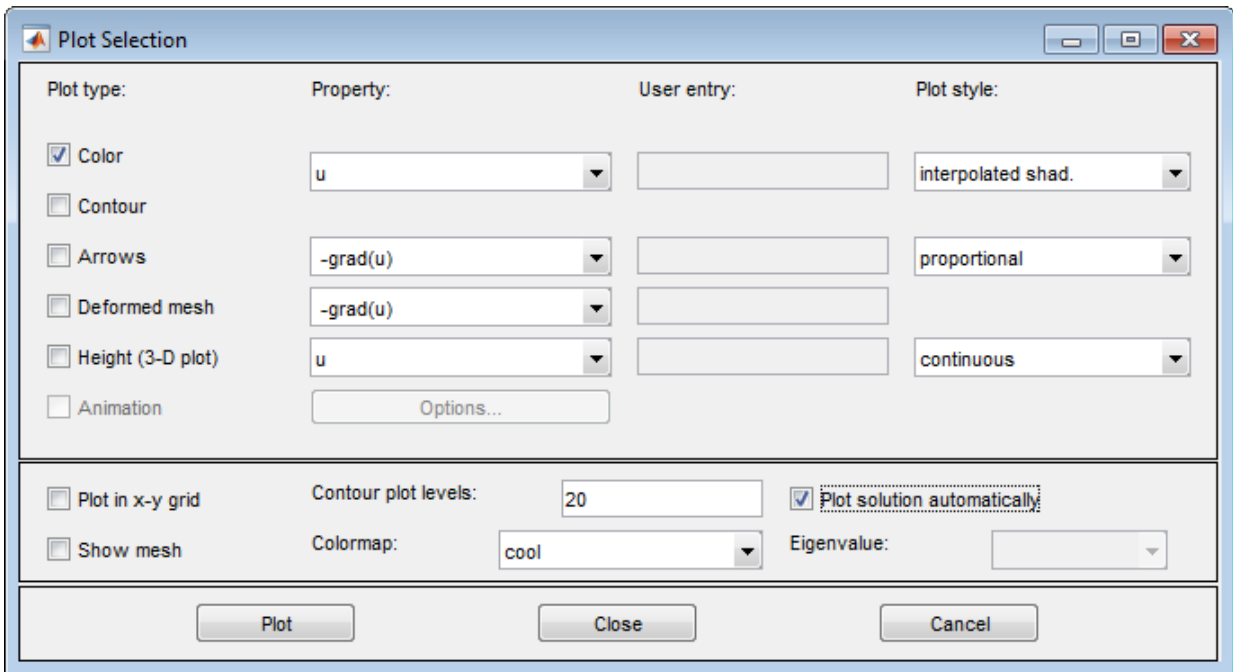 Plot Selection
Plot type: Property: User entry: Plot style:
Color
u interpolated shad.
Contour
Arrows -grad(u) proportional
Deformed mesh -grad(u)
Height (3-D plot) u continuous
Animation Options...
Plot in x-y grid Contour plot levels: 20 Plot solution automatically
Show mesh Colormap: cool Eigenvalue:
Plot Close Cancel